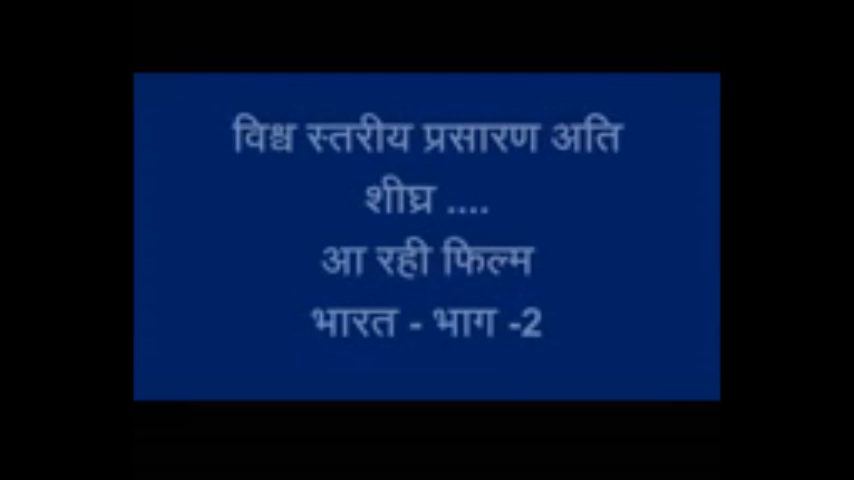 विश्व स्तरीय प्रसारण अति
शीघ्र ....
आ रही फिल्म
भारत - भाग -2